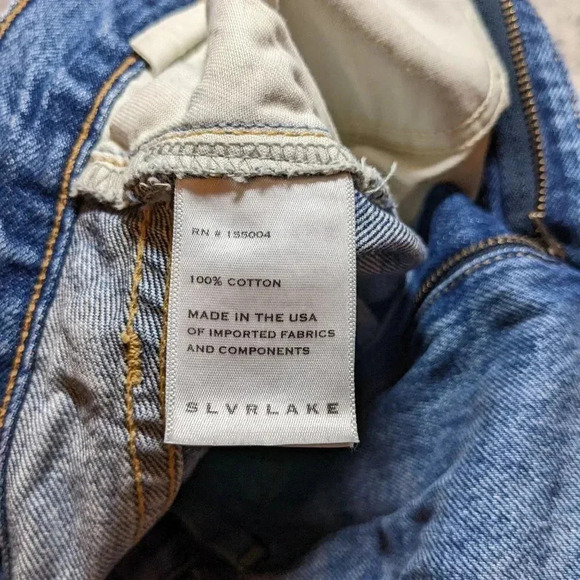 RN # 155004
100% COTTON
MADE IN THE USA
OF IMPORTED FABRICS
AND COMPONENTS
SLVRLAKE